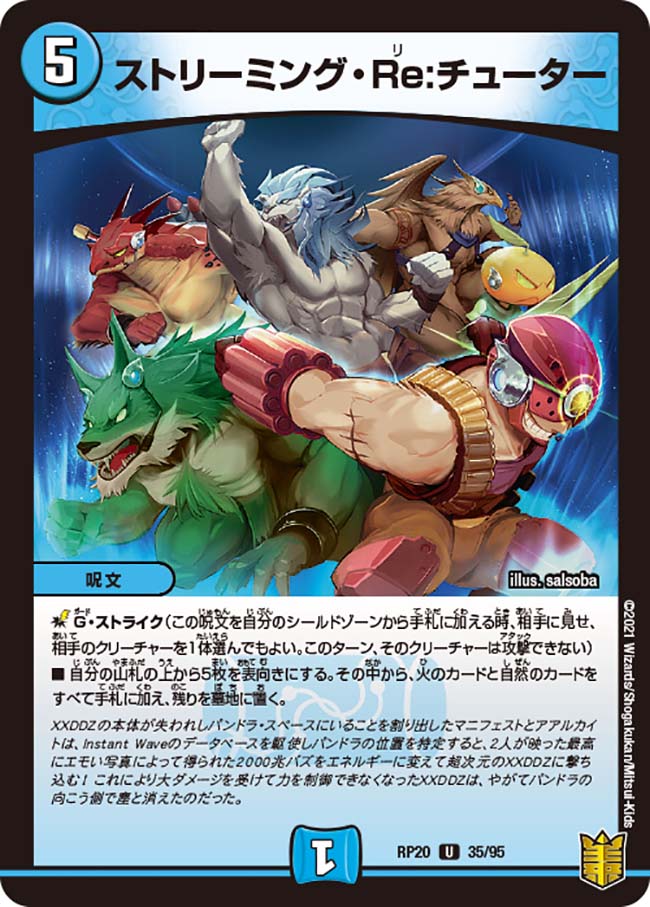 5
ストリーミング・Re:チューター
リ
呪文
illus. salsoba
G・ストライク(この呪文を自分のシールドゾーンから手札に加える時、相手に見せ、
相手のクリーチャーを1体選んでもよい。このターン、そのクリーチャーは攻撃できない)
■ 自分の山札の上から5枚を表向きにする。その中から、火のカードと自然のカードを
すべて手札に加え、残りを墓地に置く。
XXDDZの本体が失われしパンドラ・スペースにいることを割り出したマニフェストとアアルカイ
トは、Instant Waveのデータベースを駆使しパンドラの位置を特定すると、2人が映った最高
にエモい写真によって得られた2000兆バズをエネルギーに変えて超次元のXXDDZに撃ち
込む! これにより大ダメージを受けて力を制御できなくなったXXDDZは、やがてパンドラの
向こう側で塵と消えたのだった。
©2021 Wizards/Shogakukan/Mitsui-Kids
1
RP20 U 35/95